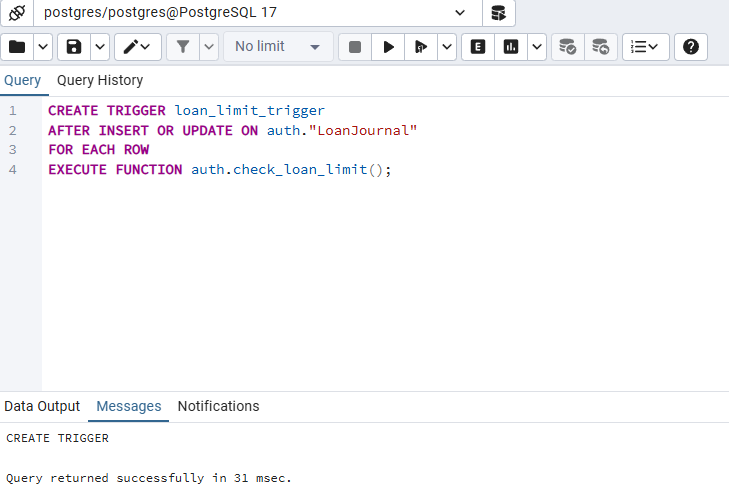 postgres/postgres@PostgreSQL 17
No limit
E
Query Query History
1 CREATE TRIGGER loan_limit_trigger
2 AFTER INSERT OR UPDATE ON auth."LoanJournal"
3 FOR EACH ROW
4 EXECUTE FUNCTION auth.check_loan_limit();
Data Output Messages Notifications
CREATE TRIGGER
Query returned successfully in 31 msec.